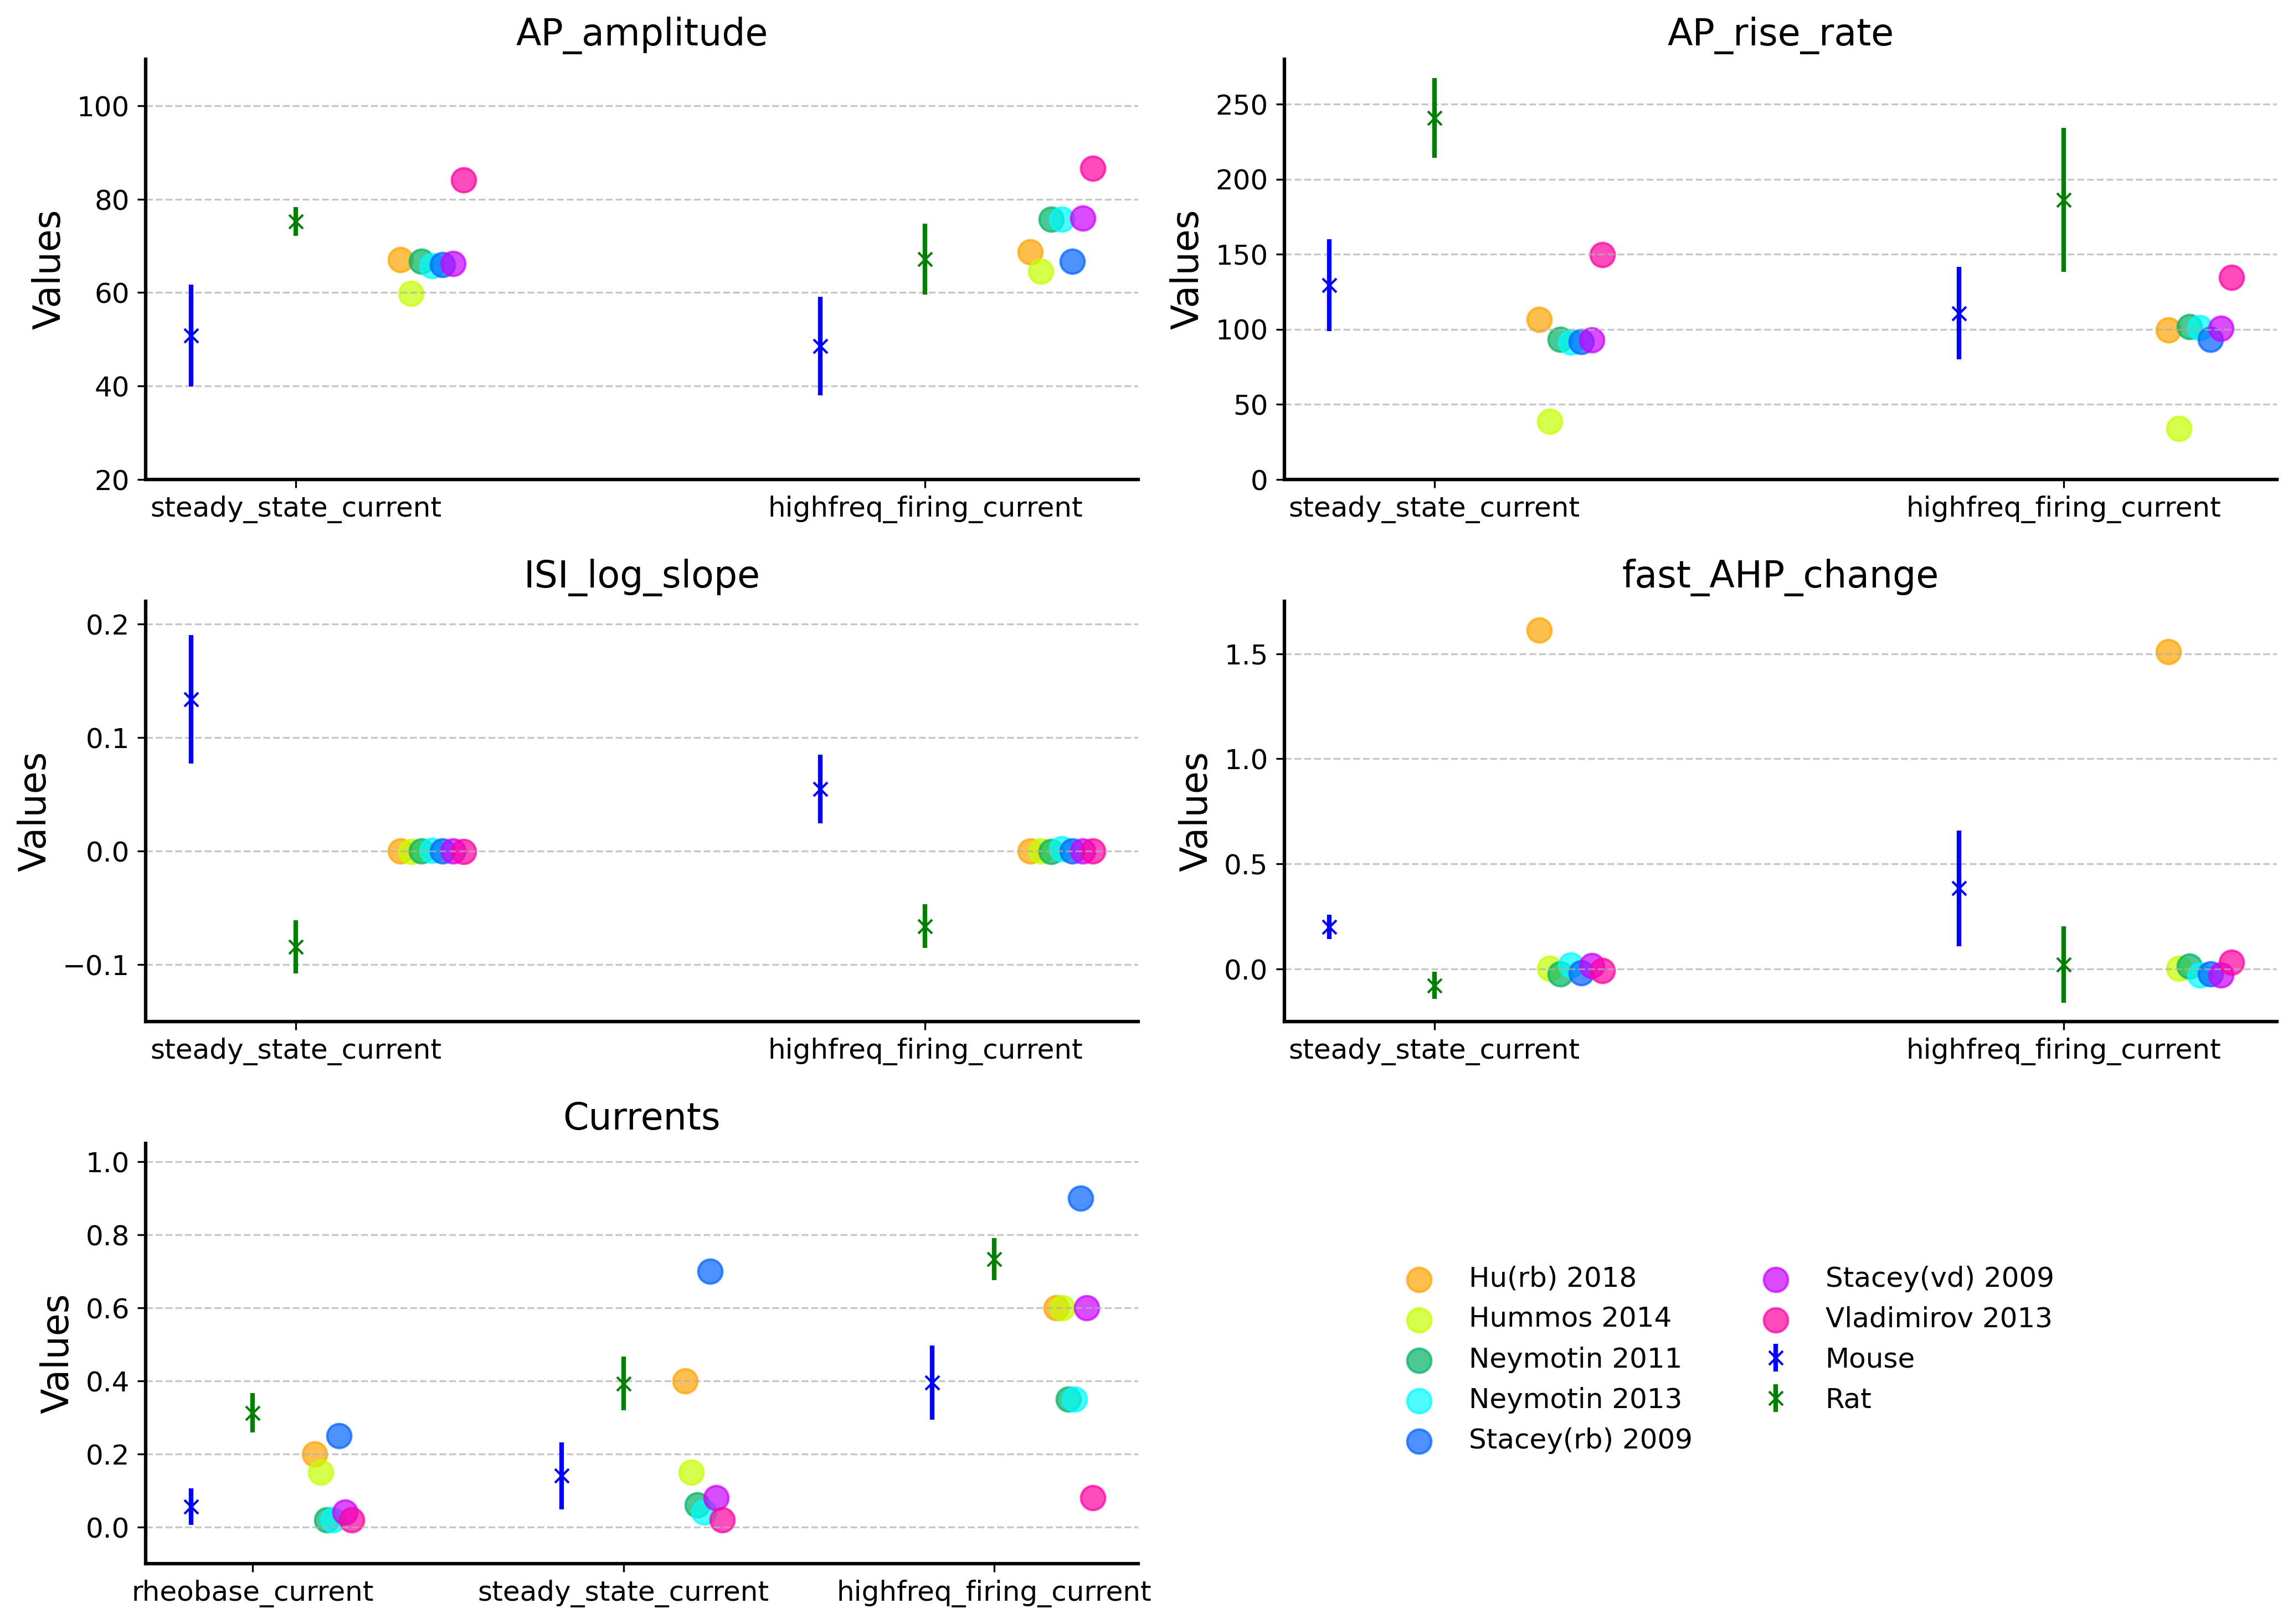 AP_amplitude
Values
100
80
60
40
20
steady_state_current highfreq_firing_current
AP_rise_rate
Values
250
200
150
100
50
0
steady_state_current highfreq_firing_current
ISI_log_slope
Values
0.2
0.1
0.0
−0.1
steady_state_current highfreq_firing_current
fast_AHP_change
Values
1.5
1.0
0.5
0.0
steady_state_current highfreq_firing_current
Currents
Values
1.0
0.8
0.6
0.4
0.2
0.0
rheobase_current steady_state_current highfreq_firing_current
Hu(rb) 2018
Hummos 2014
Neymotin 2011
Neymotin 2013
Stacey(rb) 2009
Stacey(vd) 2009
Vladimirov 2013
Mouse
Rat